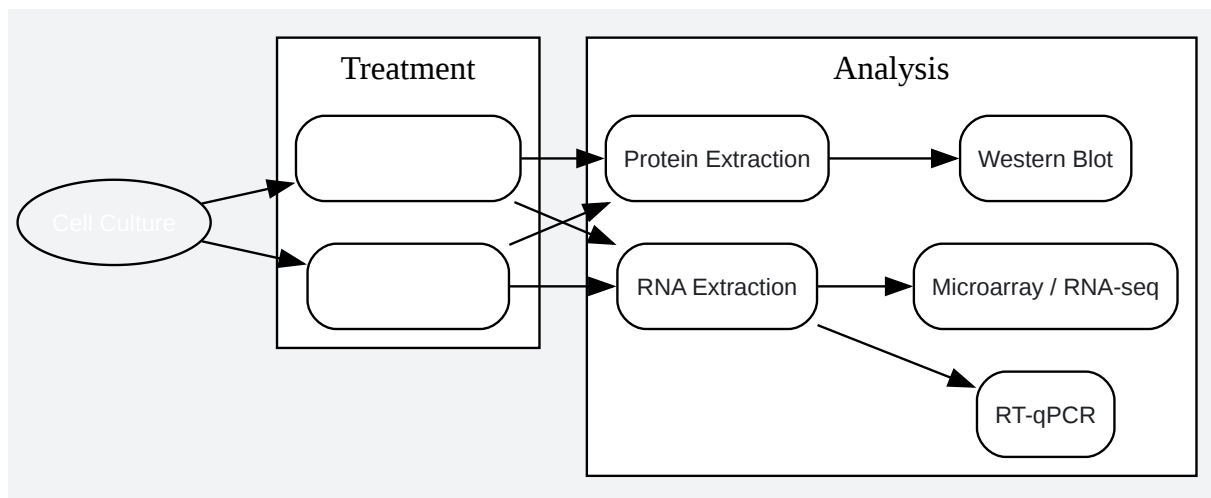 Treatment
Analysis
Cell Culture
Protein Extraction
Western Blot
RNA Extraction
Microarray / RNA-seq
RT-qPCR